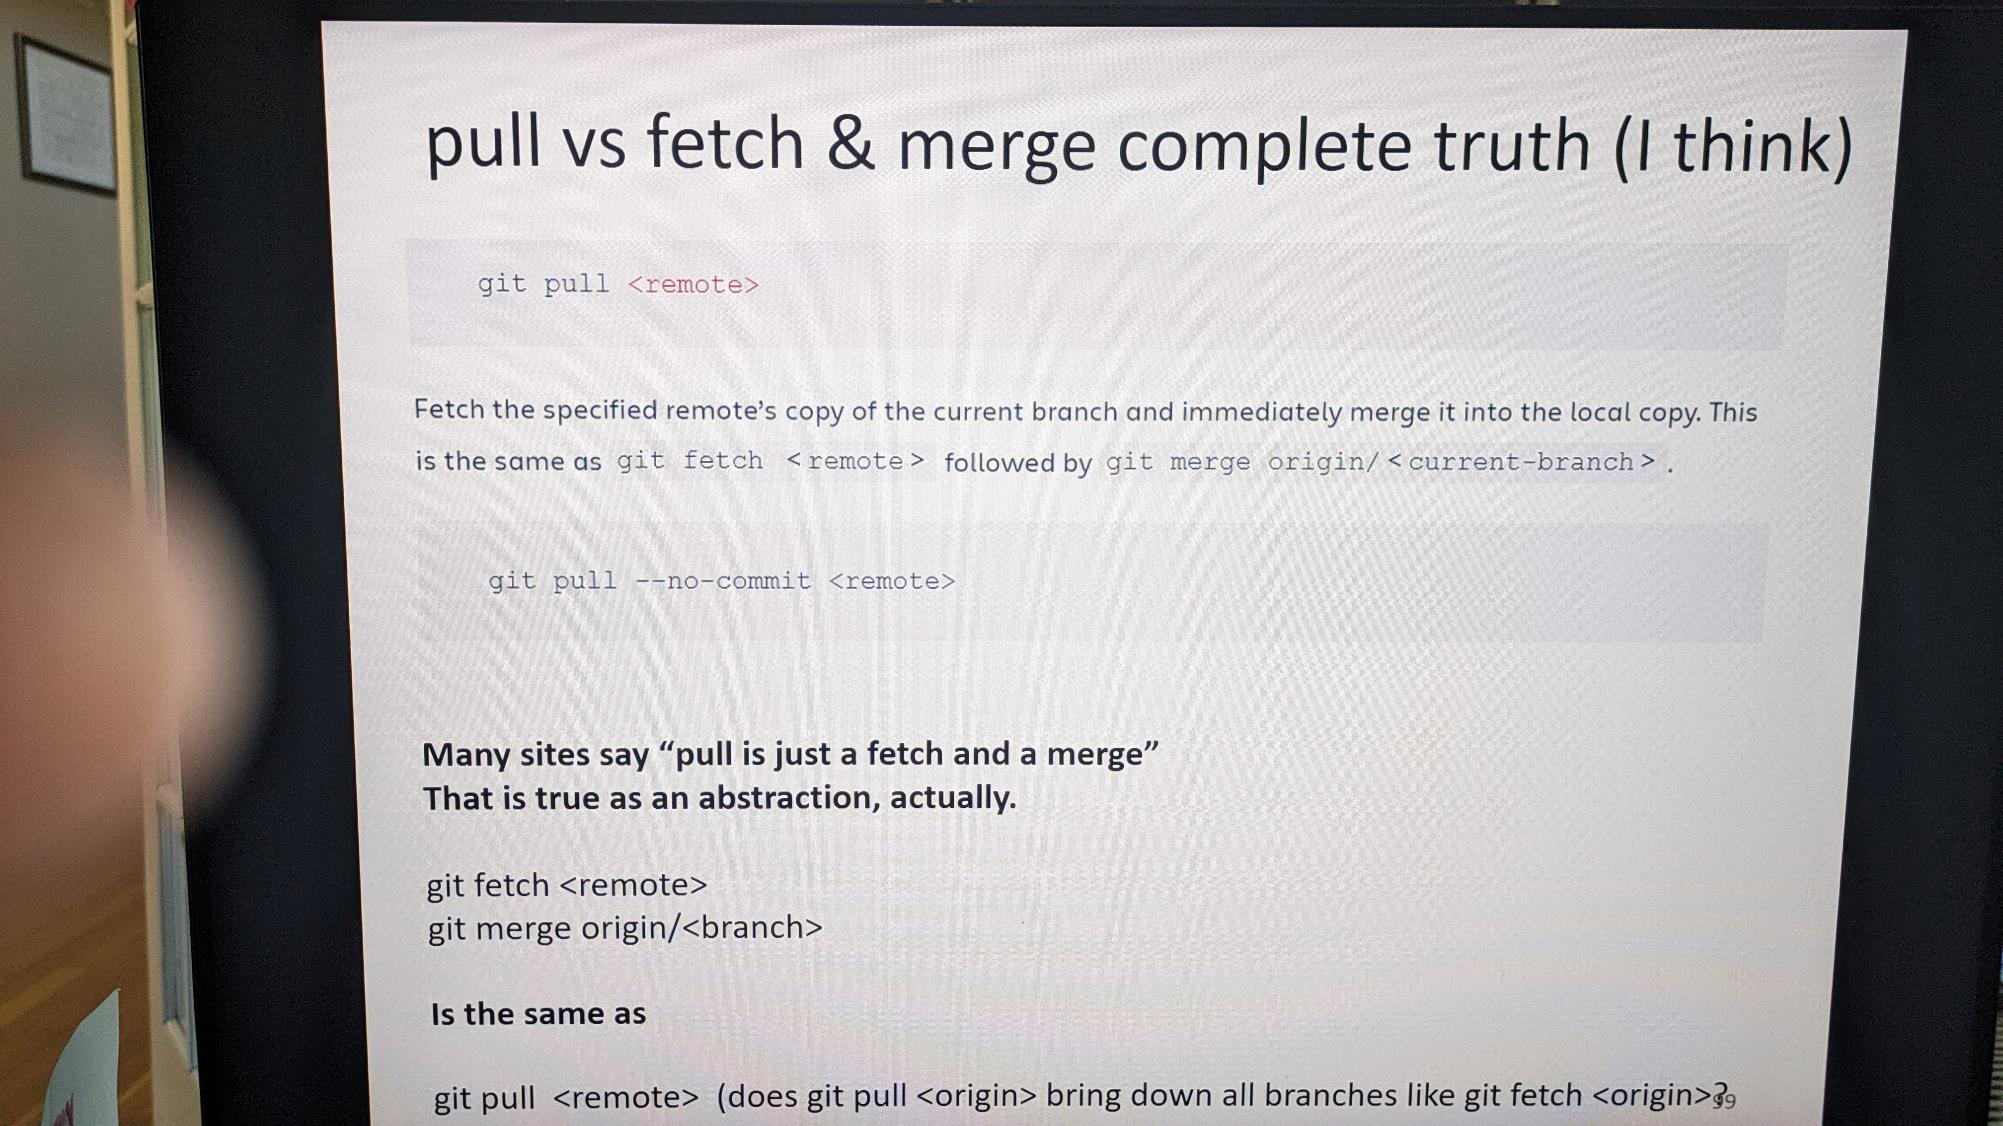 pull vs fetch & merge complete truth (I think)
git pull <remote>
Fetch the specified remote’s copy of the current branch and immediately merge it into the local copy. This
is the same as git fetch <remote> followed by git merge origin/<current-branch>.
git pull --no-commit <remote>
Many sites say “pull is just a fetch and a merge”
That is true as an abstraction, actually.
git fetch <remote>
git merge origin/<branch>
Is the same as
git pull <remote> (does git pull <origin> bring down all branches like git fetch <origin>?